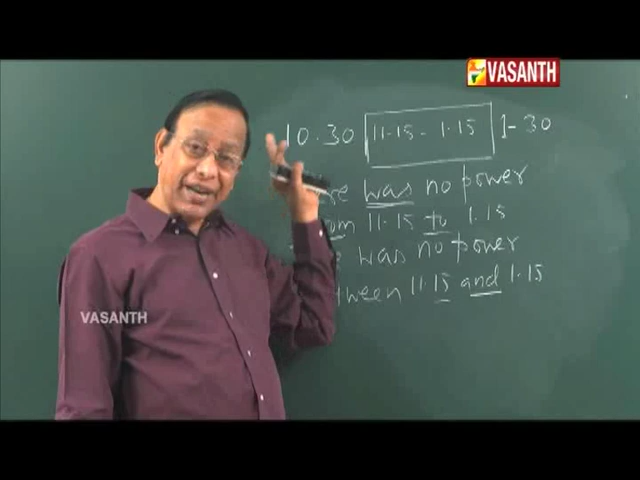 VASANTH
10.30 11.15 - 1.15 1-30
was no power
11.15 to 1.15
was no power
11.15 and 1.15
VASANTH